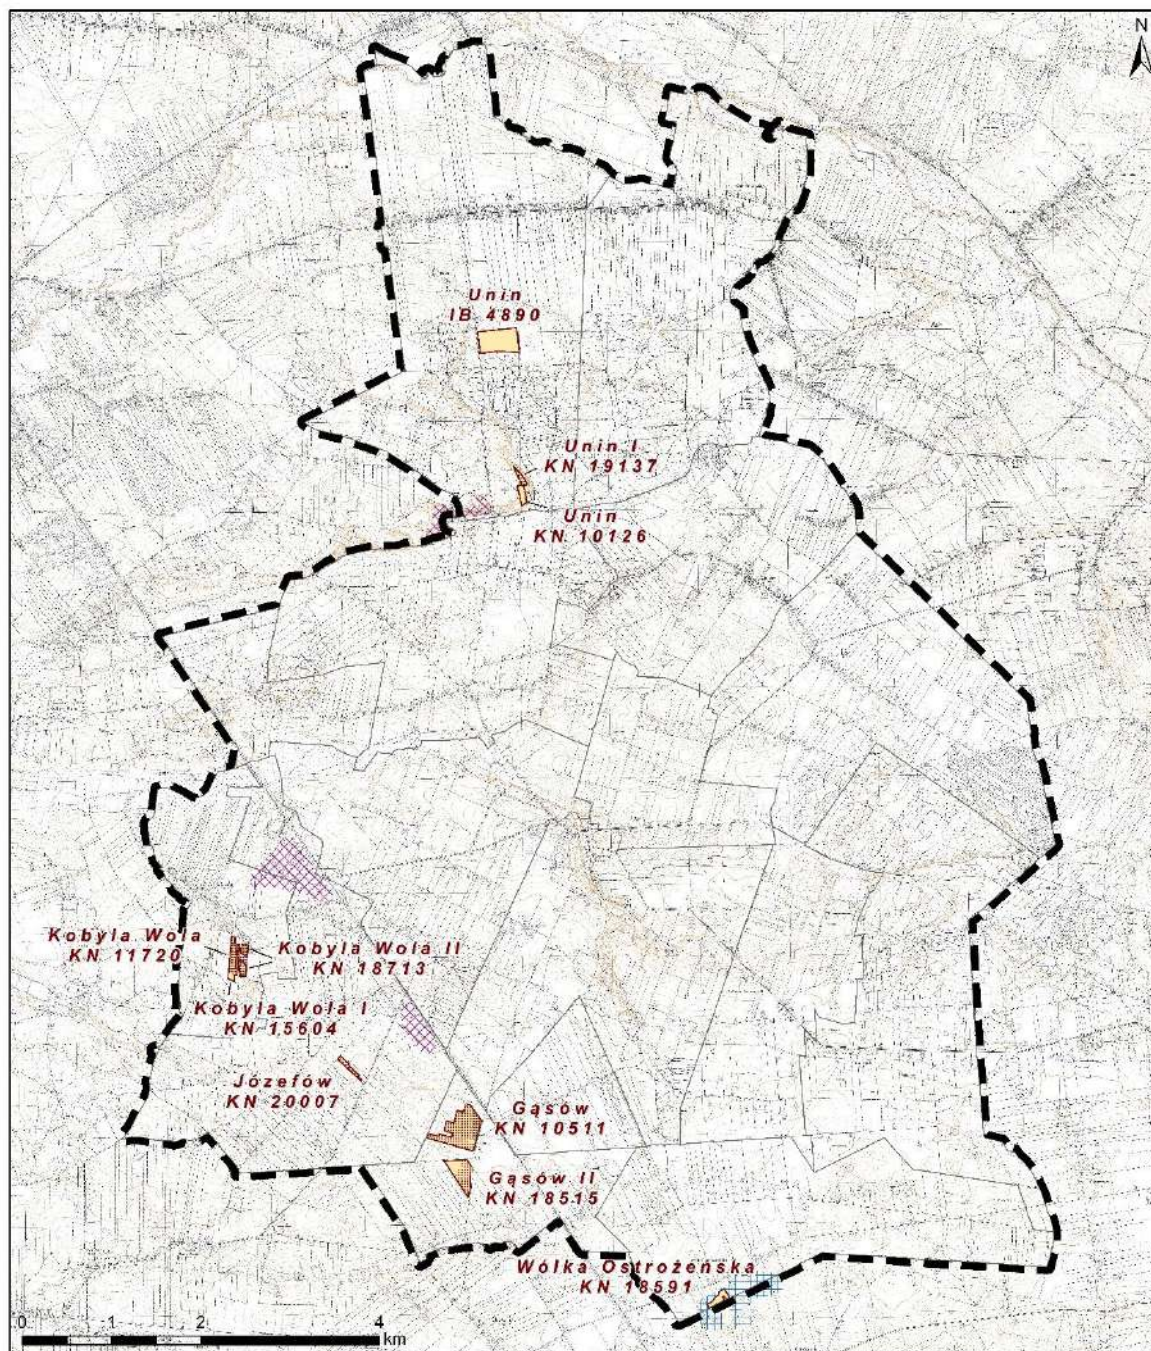 N
Unin
IB 4890
Unin I
KN 19137
Unin
KN 10126
Kobyla Wola
KN 11720
Kobyla Wola II
KN 18713
Kobyla Wola I
KN 15604
Józefów
KN 20007
Gąsów
KN 10511
Gąsów II
KN 18515
Wólka Ostrożeńska
KN 18591
0 2 4
km